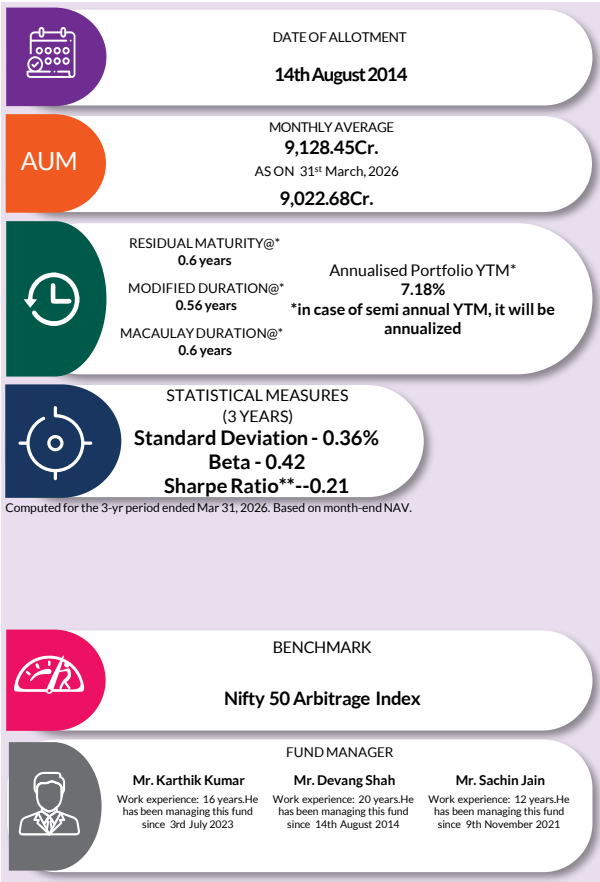 DATE OF ALLOTMENT
14th August 2014
AUM
MONTHLY AVERAGE
9,128.45Cr.
AS ON 31st March, 2026
9,022.68Cr.
RESIDUAL MATURITY@*
0.6 years
MODIFIED DURATION@*
0.56 years
MACAULAY DURATION@*
0.6 years
Annualised Portfolio YTM*
7.18%
*in case of semi annual YTM, it will be
annualized
STATISTICAL MEASURES
(3 YEARS)
Standard Deviation - 0.36%
Beta - 0.42
Sharpe Ratio**--0.21
Computed for the 3-yr period ended Mar 31, 2026. Based on month-end NAV.
BENCHMARK
Nifty 50 Arbitrage Index
FUND MANAGER
Mr. Karthik Kumar
Work experience: 16 years.He
has been managing this fund
since 3rd July 2023
Mr. Devang Shah
Work experience: 20 years.He
has been managing this fund
since 14th August 2014
Mr. Sachin Jain
Work experience: 12 years.He
has been managing this fund
since 9th November 2021